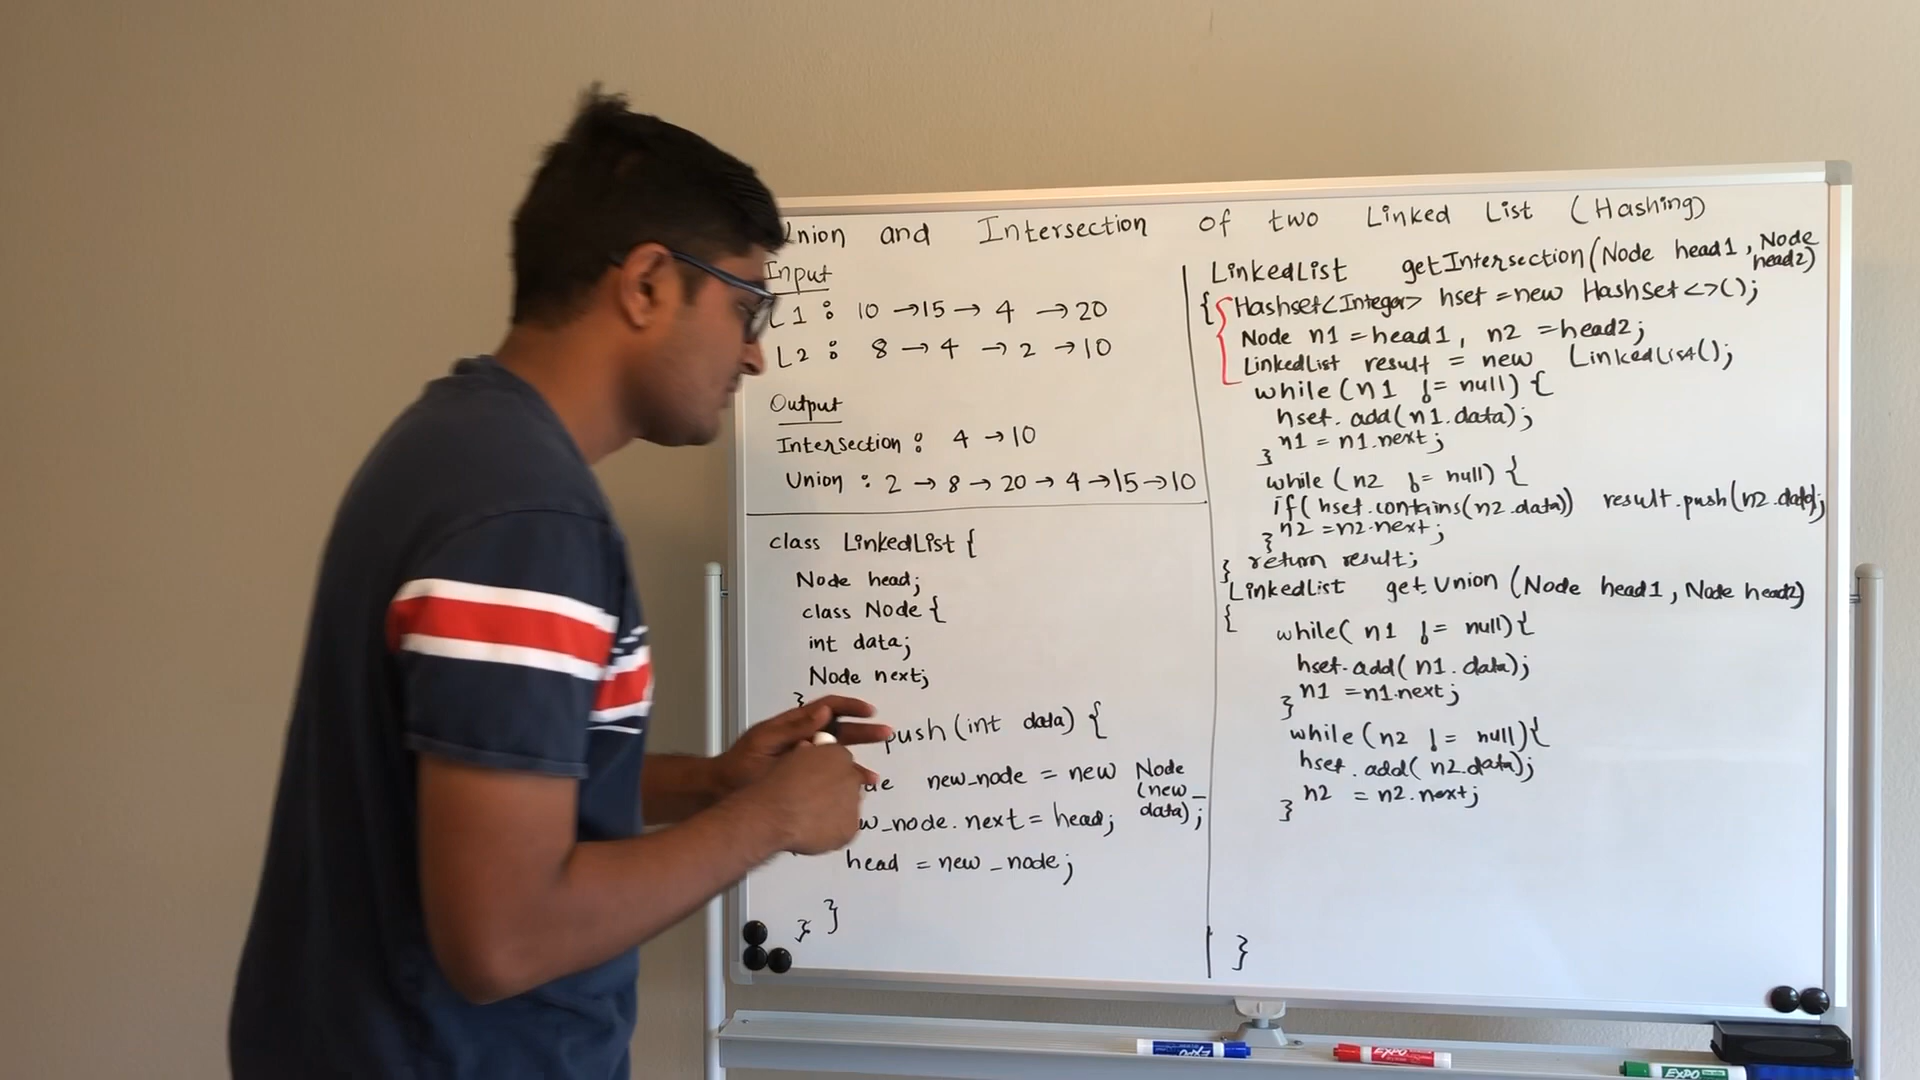 Union and Intersection of two Linked List (Hashing)
Input
L1 : 10 → 15 → 4 → 20
L2 : 8 → 4 → 2 → 10
Output
Intersection : 4 → 10
Union : 2 → 8 → 20 → 4 → 15 → 10
class LinkedList {
Node head;
class Node {
int data;
Node next;
}
push (int data) {
new_node = new Node
(new_
data);
new_node.next = head;
head = new_node;
}
}
LinkedList getIntersection(Node head1, Node
head2)
{ Hashset<Integer> hset = new HashSet<>();
Node n1 = head1, n2 = head2;
LinkedList result = new LinkedList();
while (n1 != null) {
hset.add(n1.data);
n1 = n1.next;
}
while (n2 != null) {
if( hset.contains(n2.data)) result.push(n2.data);
n2 = n2.next;
}
return result;
}
LinkedList getUnion (Node head1, Node head2)
{
while( n1 != null){
hset.add( n1.data);
n1 = n1.next;
}
while (n2 != null){
hset.add( n2.data);
n2 = n2.next;
}
}
EXPO
EXPO
EXPO